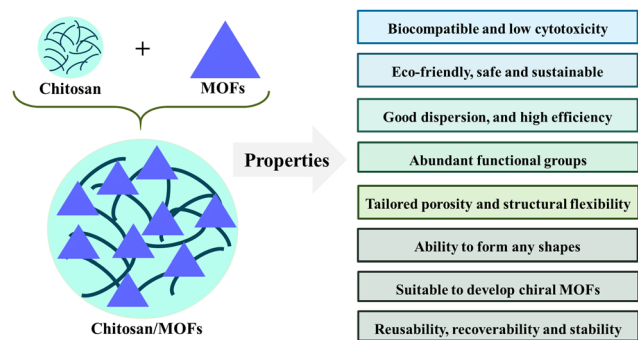 +
Chitosan
MOFs
Chitosan/MOFs
Properties
Biocompatible and low cytotoxicity
Eco-friendly, safe and sustainable
Good dispersion, and high efficiency
Abundant functional groups
Tailored porosity and structural flexibility
Ability to form any shapes
Suitable to develop chiral MOFs
Reusability, recoverability and stability